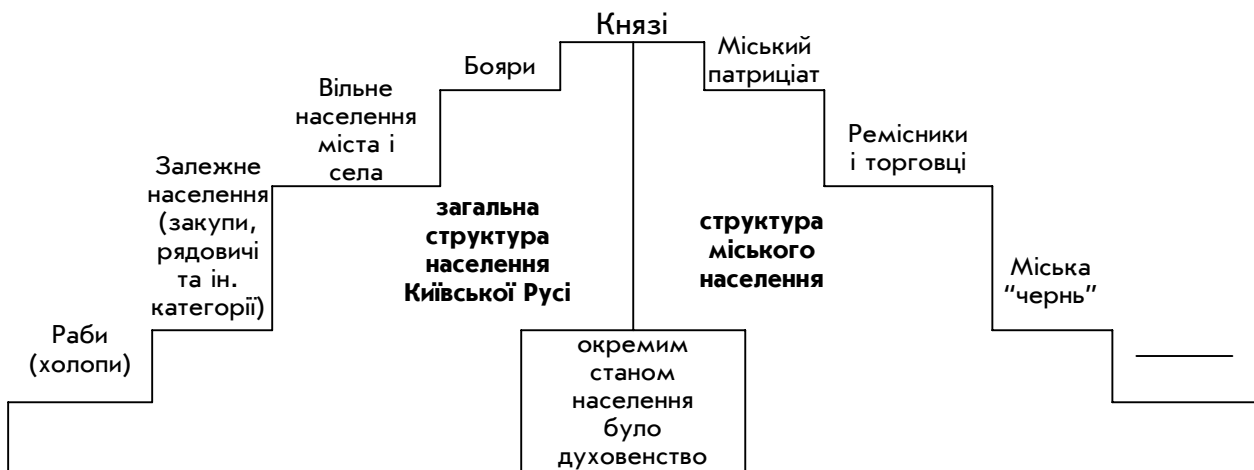 Князі
Бояри
Міський
патриціат
Вільне
населення
міста і
села
Ремісники
і торговці
Залежне
населення
(закупи,
рядовичі
та ін.
категорії)
загальна
структура
населення
Київської Русі
структура
міського
населення
Міська
"чернь"
Раби
(холопи)
окремим
станом
населення
було
духовенство